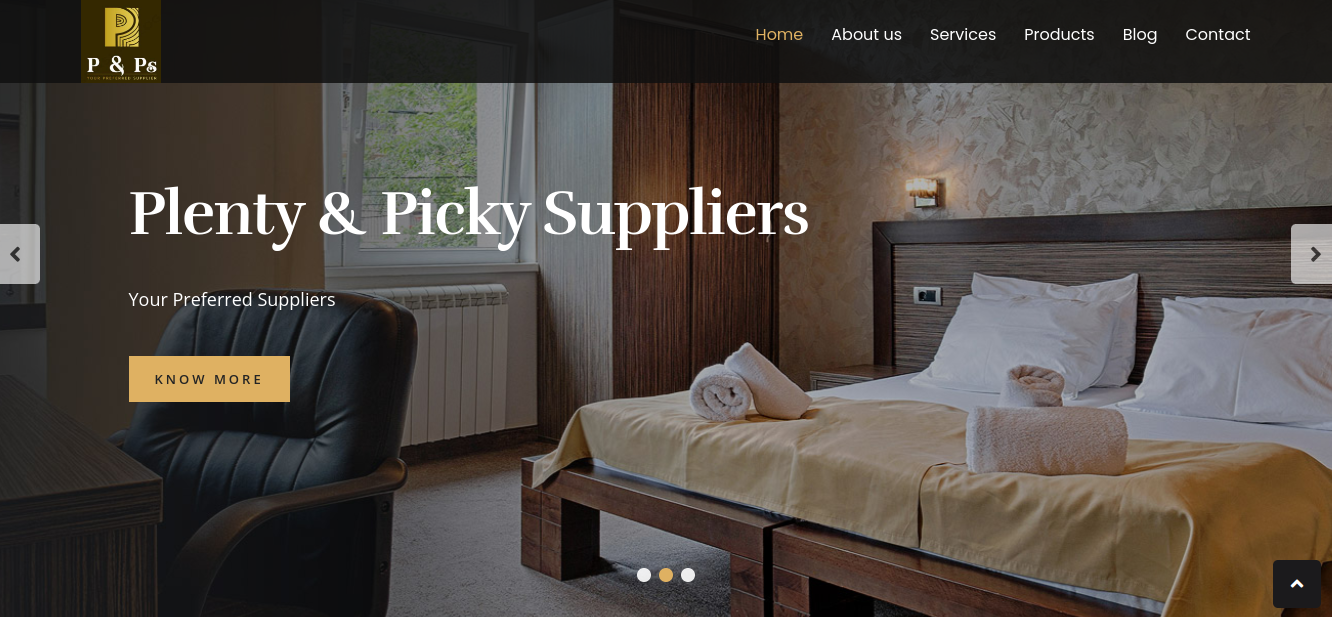 P & Ps
YOUR PREFERRED SUPPLIER
Home About us Services Products Blog Contact
Plenty & Picky Suppliers
Your Preferred Suppliers
KNOW MORE